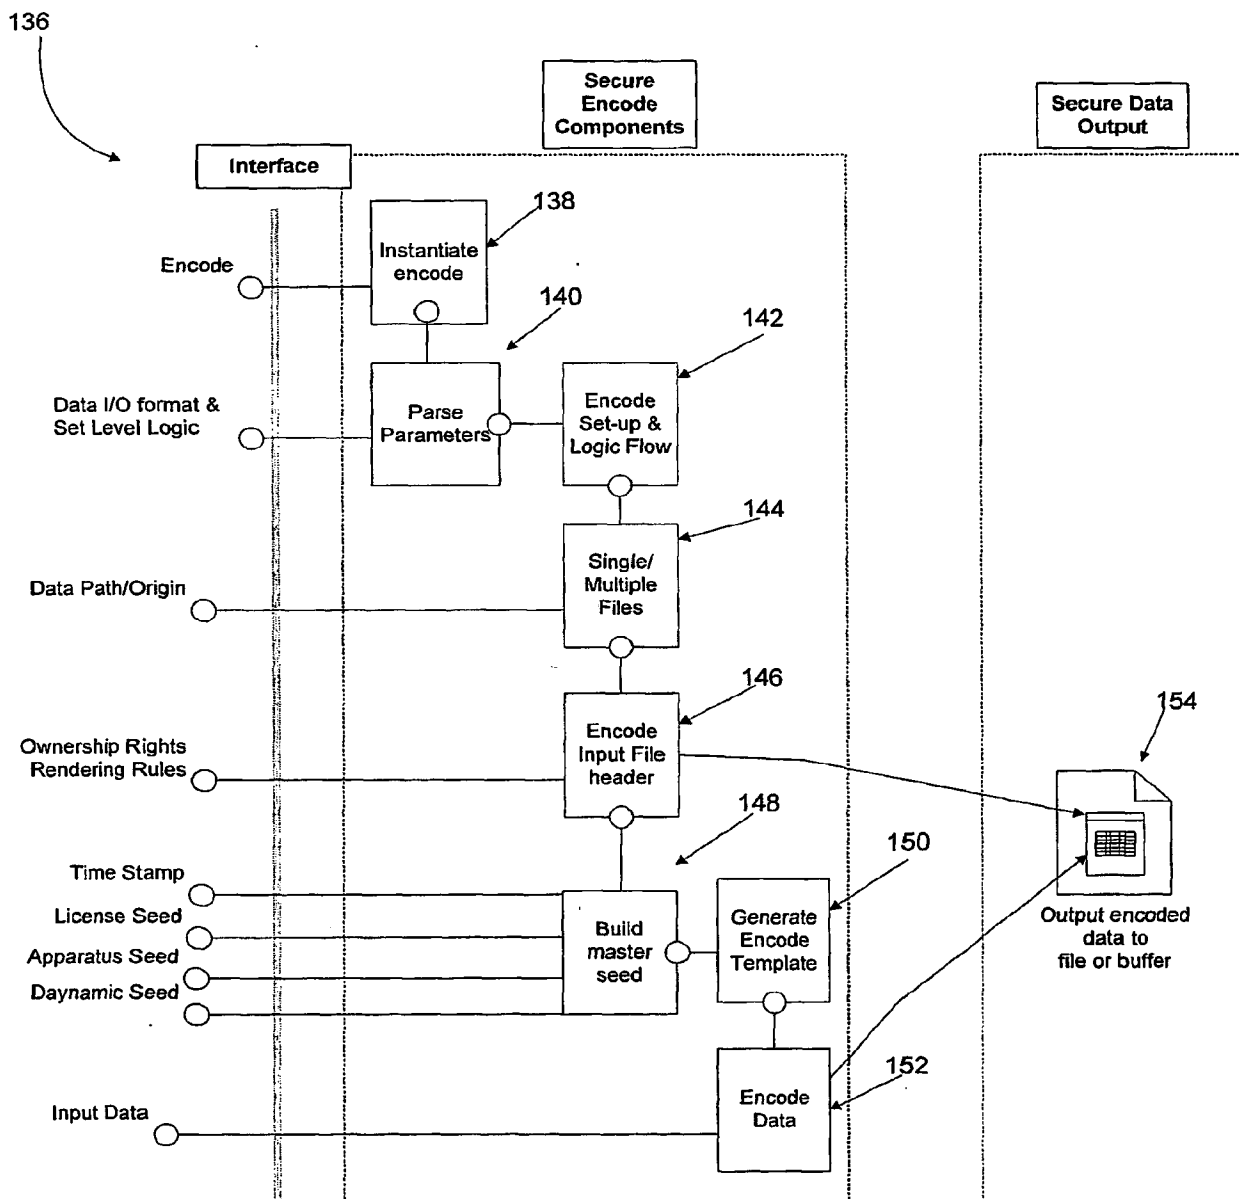 136
Secure
Encode
Components
Secure Data
Output
Interface
138
Instantiate
encode
Encode
140
142
Data I/O format &
Set Level Logic
Parse
Parameters
Encode
Set-up &
Logic Flow
144
Single/
Multiple
Files
Data Path/Origin
146
Encode
Input File
header
Ownership Rights
Rendering Rules
154
148
150
Time Stamp
License Seed
Apparatus Seed
Daynamic Seed
Build
master
seed
Generate
Encode
Template
Output encoded
data to
file or buffer
152
Encode
Data
Input Data